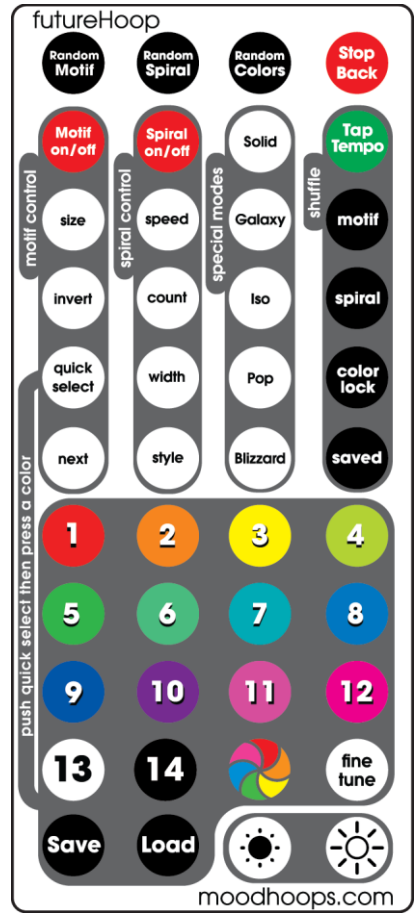 futureHoop
Random Motif
Random Spiral
Random Colors
Stop Back
motif control
Motif on/off
size
invert
quick select
next
spiral control
Spiral on/off
speed
count
width
style
special modes
Solid
Galaxy
Iso
Pop
Blizzard
shuffle
Tap Tempo
motif
spiral
color lock
saved
push quick select then press a color
1 2 3 4
5 6 7 8
9 10 11 12
13 14 fine tune
Save Load
moodhoops.com